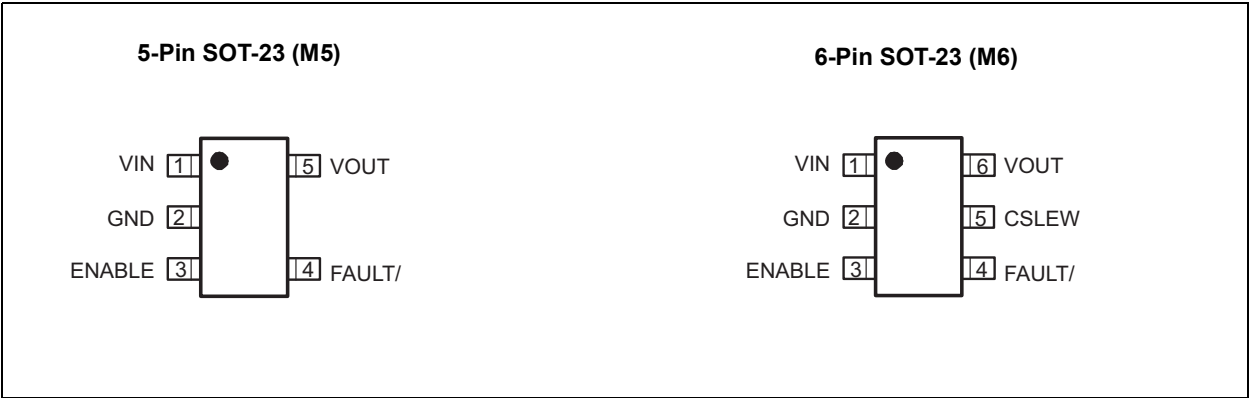 5-Pin SOT-23 (M5)
VIN 1 5 VOUT
GND 2
ENABLE 3 4 FAULT/
6-Pin SOT-23 (M6)
VIN 1 6 VOUT
GND 2 5 CSLEW
ENABLE 3 4 FAULT/